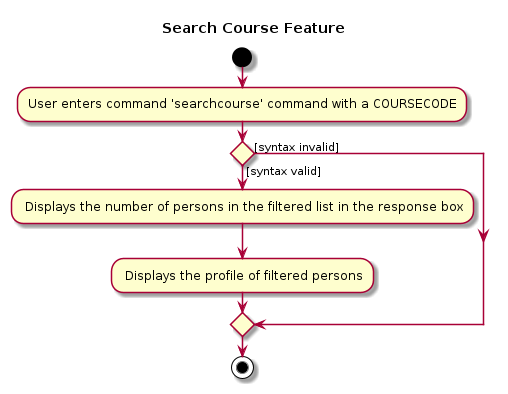 Search Course Feature
User enters command 'searchcourse' command with a COURSECODE
[syntax invalid]
[syntax valid]
Displays the number of persons in the filtered list in the response box
Displays the profile of filtered persons